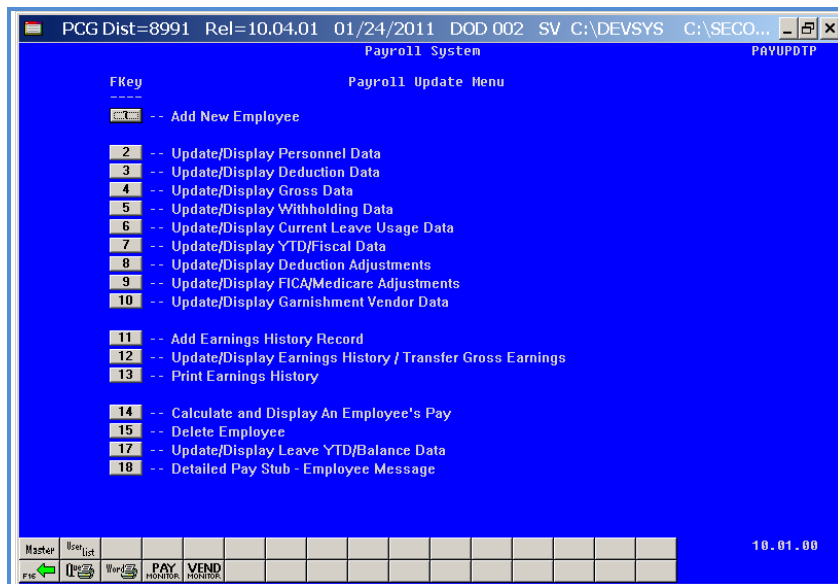 PCG Dist=8991 Rel=10.04.01 01/24/2011 DOD 002 SV C:\DEVSYS C:\SECO...
Payroll System PAYUPDTP
FKey Payroll Update Menu
----
1 -- Add New Employee
2 -- Update/Display Personnel Data
3 -- Update/Display Deduction Data
4 -- Update/Display Gross Data
5 -- Update/Display Withholding Data
6 -- Update/Display Current Leave Usage Data
7 -- Update/Display YTD/Fiscal Data
8 -- Update/Display Deduction Adjustments
9 -- Update/Display FICA/Medicare Adjustments
10 -- Update/Display Garnishment Vendor Data
11 -- Add Earnings History Record
12 -- Update/Display Earnings History / Transfer Gross Earnings
13 -- Print Earnings History
14 -- Calculate and Display An Employee's Pay
15 -- Delete Employee
17 -- Update/Display Leave YTD/Balance Data
18 -- Detailed Pay Stub - Employee Message
Master User List 10.01.00
F16 Que Word PAY MONITOR VEND MONITOR